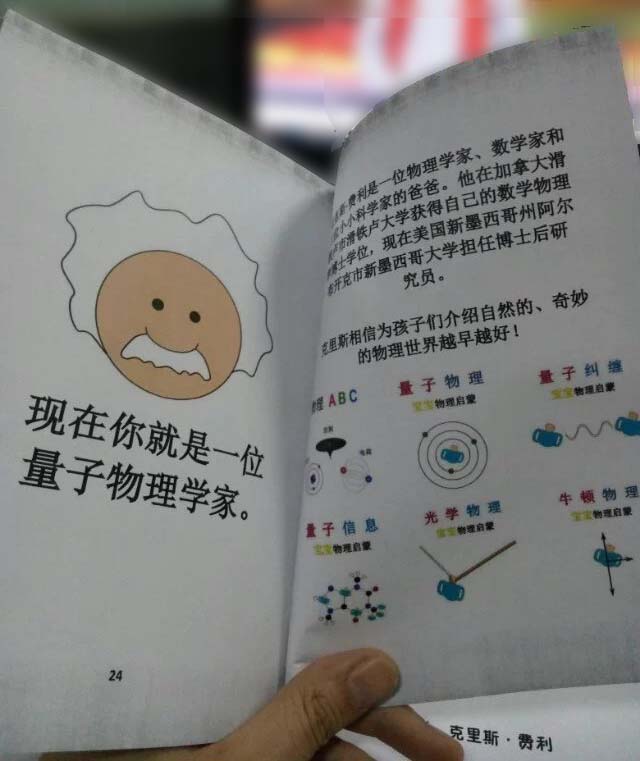 现在你就是一位
量子物理学家。
24
斯·费利是一位物理学家、数学家和
小小科学家的爸爸。他在加拿大滑
市滑铁卢大学获得自己的数学物理
博士学位，现在美国新墨西哥州阿尔
开克市新墨西哥大学担任博士后研
究员。
克里斯相信为孩子们介绍自然的、奇妙
的物理世界越早越好！
物理 ABC
量子物理
宝宝物理启蒙
量子纠缠
宝宝物理启蒙
量子信息
宝宝物理启蒙
光学物理
宝宝物理启蒙
牛顿物理
宝宝物理启蒙
克里斯·费利